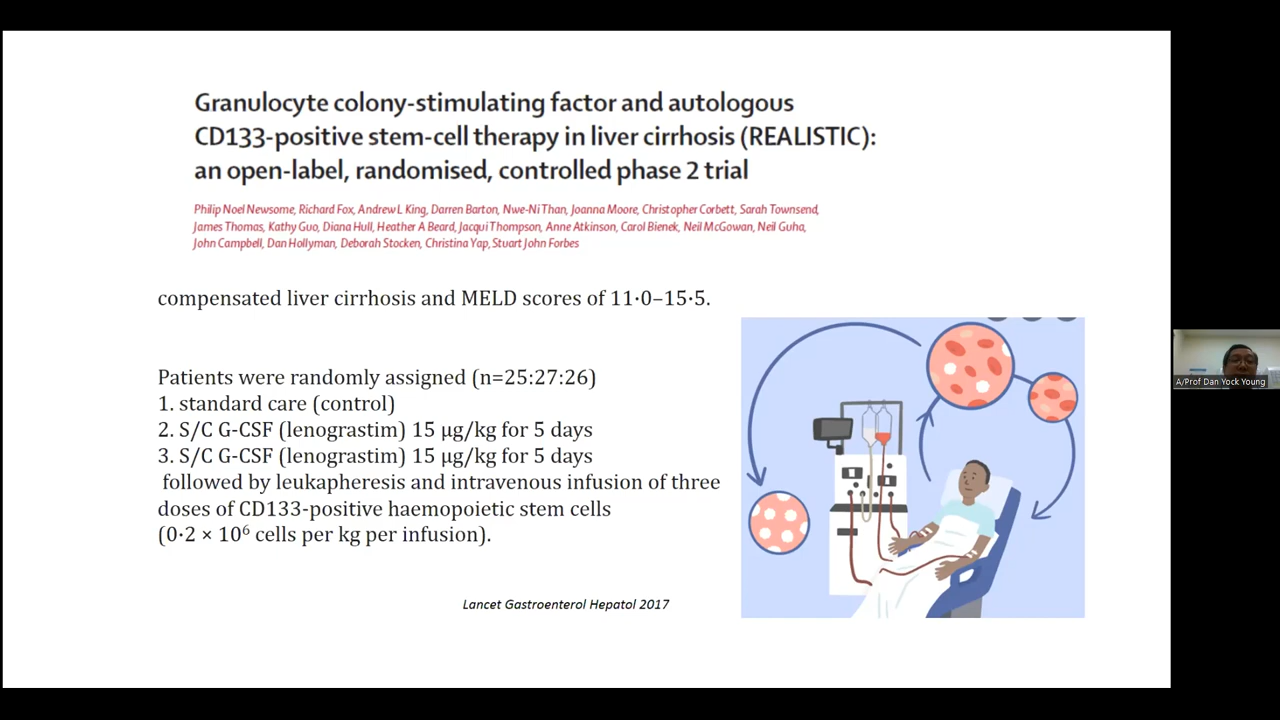 Granulocyte colony-stimulating factor and autologous
CD133-positive stem-cell therapy in liver cirrhosis (REALISTIC):
an open-label, randomised, controlled phase 2 trial
Philip Noel Newsome, Richard Fox, Andrew L King, Darren Barton, Nwe-Ni Than, Joanna Moore, Christopher Corbett, Sarah Townsend,
James Thomas, Kathy Guo, Diana Hull, Heather A Beard, Jacqui Thompson, Anne Atkinson, Carol Bienek, Neil McGowan, Neil Guha,
John Campbell, Dan Hollyman, Deborah Stocken, Christina Yap, Stuart John Forbes
compensated liver cirrhosis and MELD scores of 11·0–15·5.
Patients were randomly assigned (n=25:27:26)
1. standard care (control)
2. S/C G-CSF (lenograstim) 15 μg/kg for 5 days
3. S/C G-CSF (lenograstim) 15 μg/kg for 5 days
followed by leukapheresis and intravenous infusion of three
doses of CD133-positive haemopoietic stem cells
(0·2 × 10⁶ cells per kg per infusion).
Lancet Gastroenterol Hepatol 2017
A/Prof Dan Yock Young